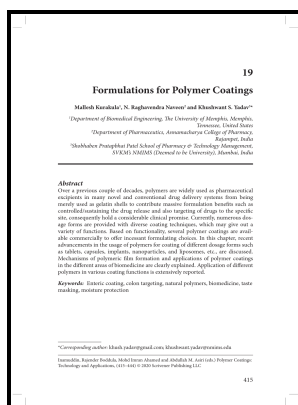 19
Formulations for Polymer Coatings
Mallesh Kurakula¹, N. Raghavendra Naveen² and Khushwant S. Yadav³*
¹Department of Biomedical Engineering, The University of Memphis, Memphis,
Tennessee, United States
²Department of Pharmaceutics, Annamacharya College of Pharmacy,
Rajampet, India
³Shobhaben Pratapbhai Patel School of Pharmacy & Technology Management,
SVKM's NMIMS (Deemed to be University), Mumbai, India
Abstract
Over a previous couple of decades, polymers are widely used as pharmaceutical
excipients in many novel and conventional drug delivery systems from being
merely used as gelatin shells to contribute massive formulation benefits such as
controlled/sustaining the drug release and also targeting of drugs to the specific
site, consequently hold a considerable clinical promise. Currently, numerous dos-
age forms are provided with diverse coating techniques, which may give out a
variety of functions. Based on functionality, several polymer coatings are avail-
able commercially to offer incessant formulating choices. In this chapter, recent
advancements in the usage of polymers for coating of different dosage forms such
as tablets, capsules, implants, nanoparticles, and liposomes, etc., are discussed.
Mechanisms of polymeric film formation and applications of polymer coatings
in the different areas of biomedicine are clearly explained. Application of different
polymers in various coating functions is extensively reported.
Keywords: Enteric coating, colon targeting, natural polymers, biomedicine, taste
masking, moisture protection
*Corresponding author: khush.yadav@gmail.com; khushwant.yadav@nmims.edu
Inamuddin, Rajender Boddula, Mohd Imran Ahamed and Abdullah M. Asiri (eds.) Polymer Coatings:
Technology and Applications, (415–444) © 2020 Scrivener Publishing LLC
415